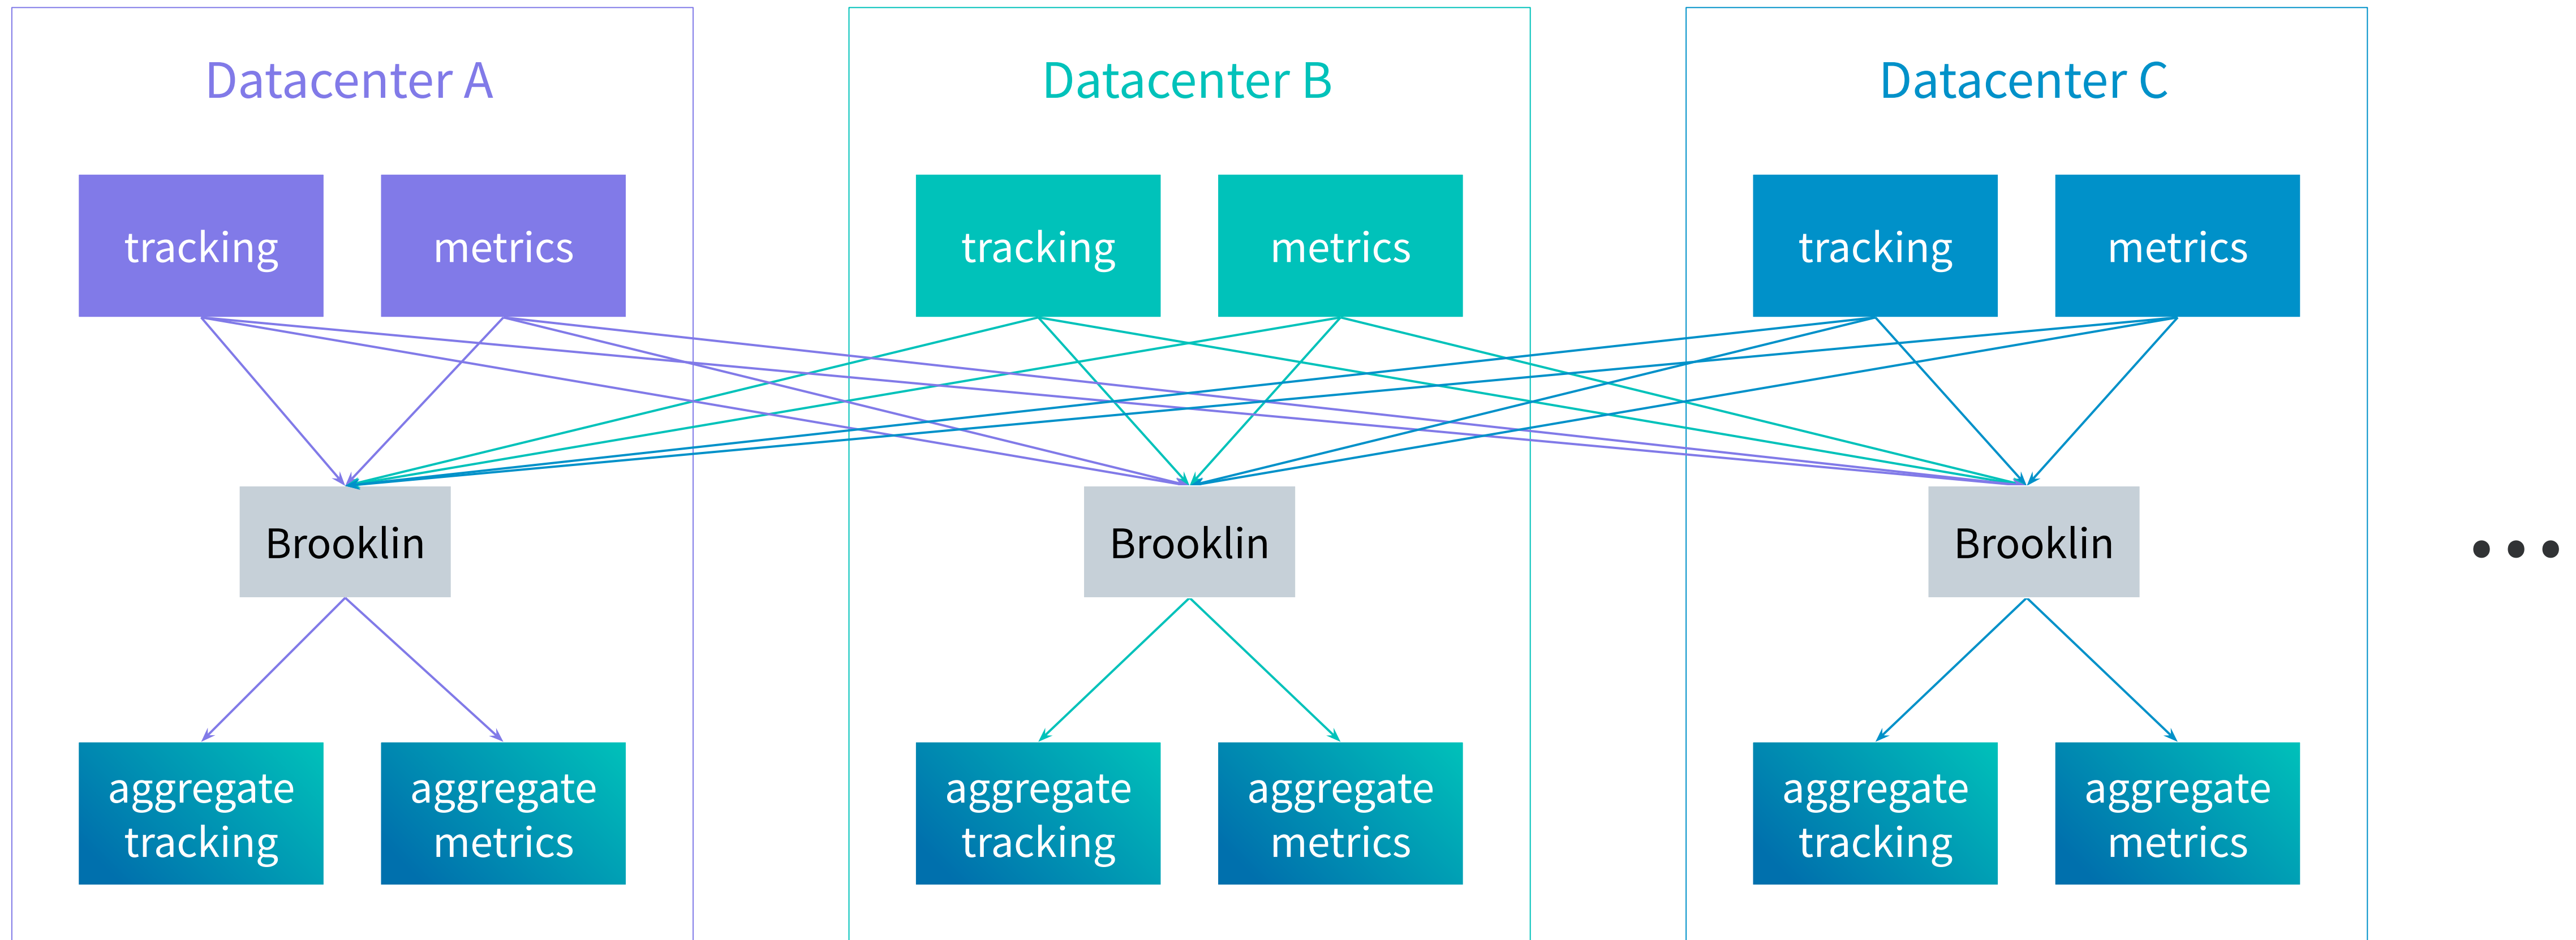 Datacenter A
Datacenter B
Datacenter C
tracking
metrics
tracking
metrics
tracking
metrics
Brooklin
Brooklin
Brooklin
...
aggregate
tracking
aggregate
metrics
aggregate
tracking
aggregate
metrics
aggregate
tracking
aggregate
metrics